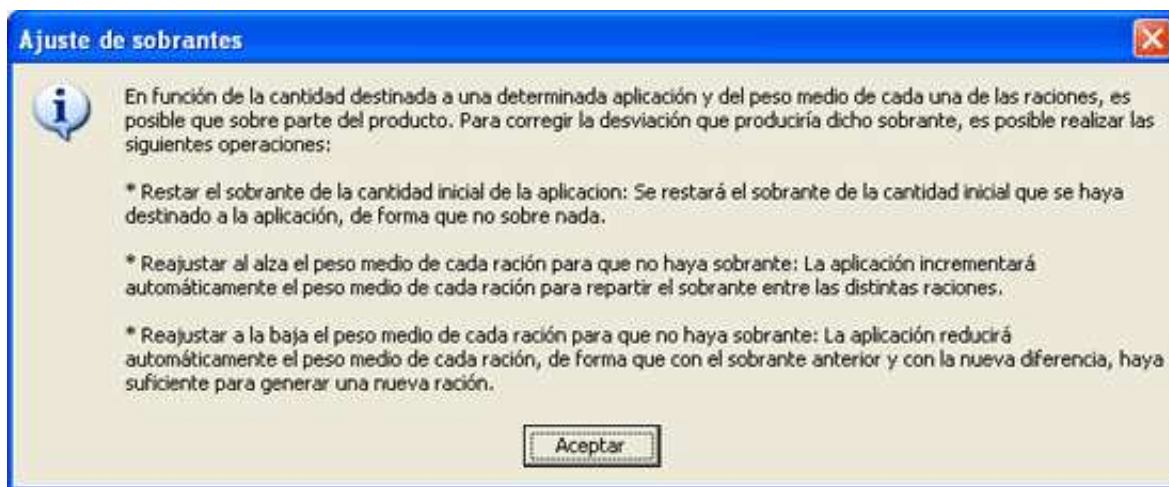 Ajuste de sobrantes
En función de la cantidad destinada a una determinada aplicación y del peso medio de cada una de las raciones, es
posible que sobre parte del producto. Para corregir la desviación que produciría dicho sobrante, es posible realizar las
siguientes operaciones:
* Restar el sobrante de la cantidad inicial de la aplicacion: Se restará el sobrante de la cantidad inicial que se haya
destinado a la aplicación, de forma que no sobre nada.
* Reajustar al alza el peso medio de cada ración para que no haya sobrante: La aplicación incrementará
automáticamente el peso medio de cada ración para repartir el sobrante entre las distintas raciones.
* Reajustar a la baja el peso medio de cada ración para que no haya sobrante: La aplicación reducirá
automáticamente el peso medio de cada ración, de forma que con el sobrante anterior y con la nueva diferencia, haya
suficiente para generar una nueva ración.
Aceptar